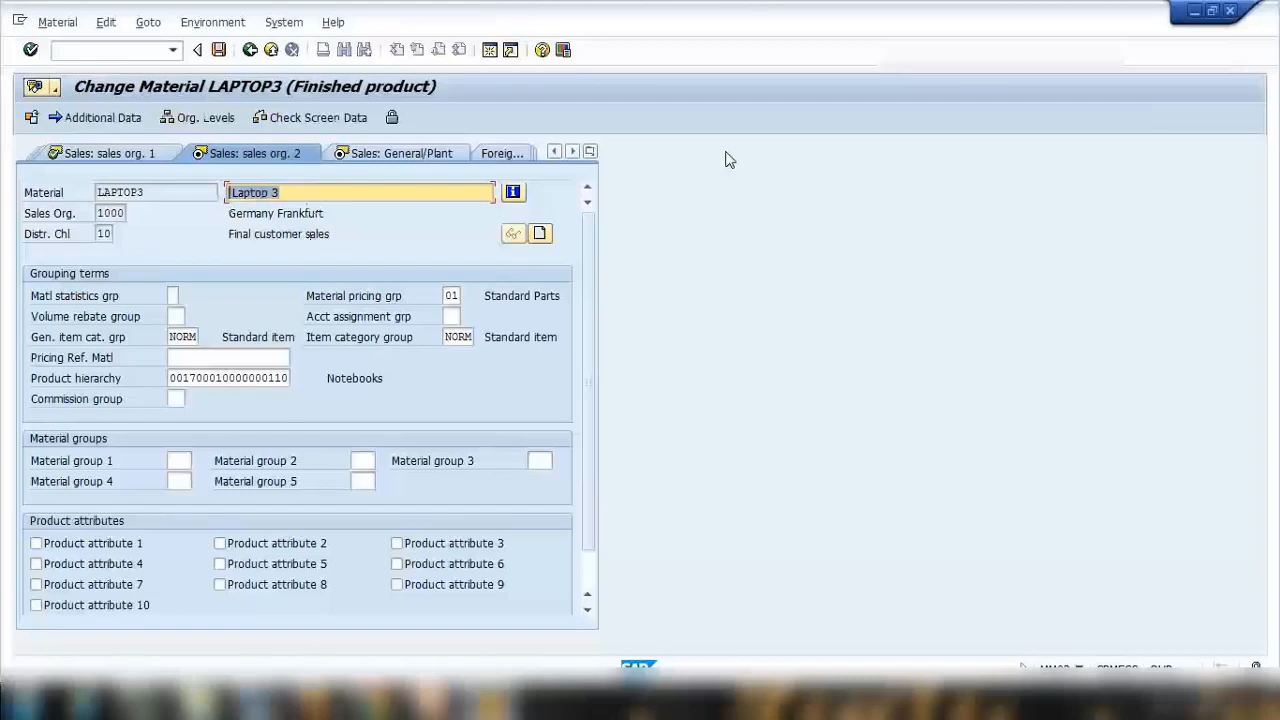 Material Edit Goto Environment System Help
Change Material LAPTOP3 (Finished product)
Additional Data Org. Levels Check Screen Data
Sales: sales org. 1 Sales: sales org. 2 Sales: General/Plant Foreig...
Material LAPTOP3 Laptop 3
Sales Org. 1000 Germany Frankfurt
Distr. Chl 10 Final customer sales
Grouping terms
Matl statistics grp Material pricing grp 01 Standard Parts
Volume rebate group Acct assignment grp
Gen. item cat. grp NORM Standard item Item category group NORM Standard item
Pricing Ref. Matl
Product hierarchy 001700010000000110 Notebooks
Commission group
Material groups
Material group 1 Material group 2 Material group 3
Material group 4 Material group 5
Product attributes
Product attribute 1 Product attribute 2 Product attribute 3
Product attribute 4 Product attribute 5 Product attribute 6
Product attribute 7 Product attribute 8 Product attribute 9
Product attribute 10
SAP